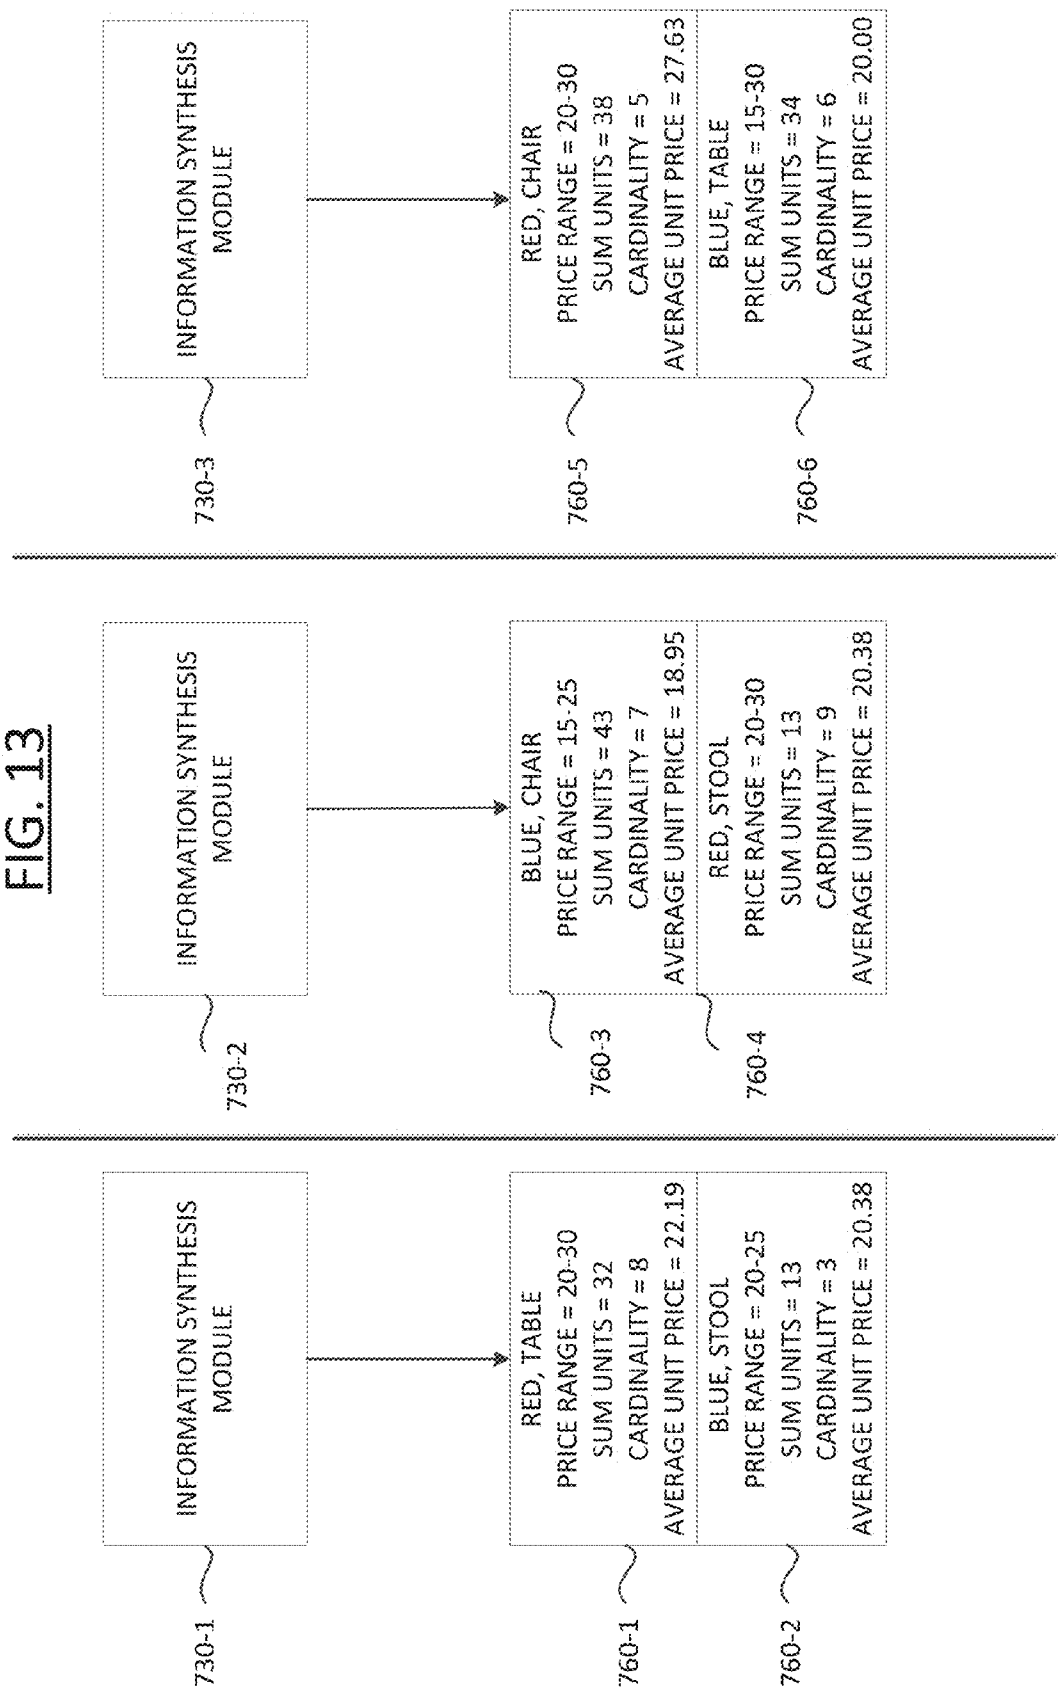 FIG. 13
730-1
INFORMATION SYNTHESIS
MODULE
760-1
RED, TABLE
PRICE RANGE = 20-30
SUM UNITS = 32
CARDINALITY = 8
AVERAGE UNIT PRICE = 22.19
760-2
BLUE, STOOL
PRICE RANGE = 20-25
SUM UNITS = 13
CARDINALITY = 3
AVERAGE UNIT PRICE = 20.38
730-2
INFORMATION SYNTHESIS
MODULE
760-3
BLUE, CHAIR
PRICE RANGE = 15-25
SUM UNITS = 43
CARDINALITY = 7
AVERAGE UNIT PRICE = 18.95
760-4
RED, STOOL
PRICE RANGE = 20-30
SUM UNITS = 13
CARDINALITY = 9
AVERAGE UNIT PRICE = 20.38
730-3
INFORMATION SYNTHESIS
MODULE
760-5
RED, CHAIR
PRICE RANGE = 20-30
SUM UNITS = 38
CARDINALITY = 5
AVERAGE UNIT PRICE = 27.63
760-6
BLUE, TABLE
PRICE RANGE = 15-30
SUM UNITS = 34
CARDINALITY = 6
AVERAGE UNIT PRICE = 20.00